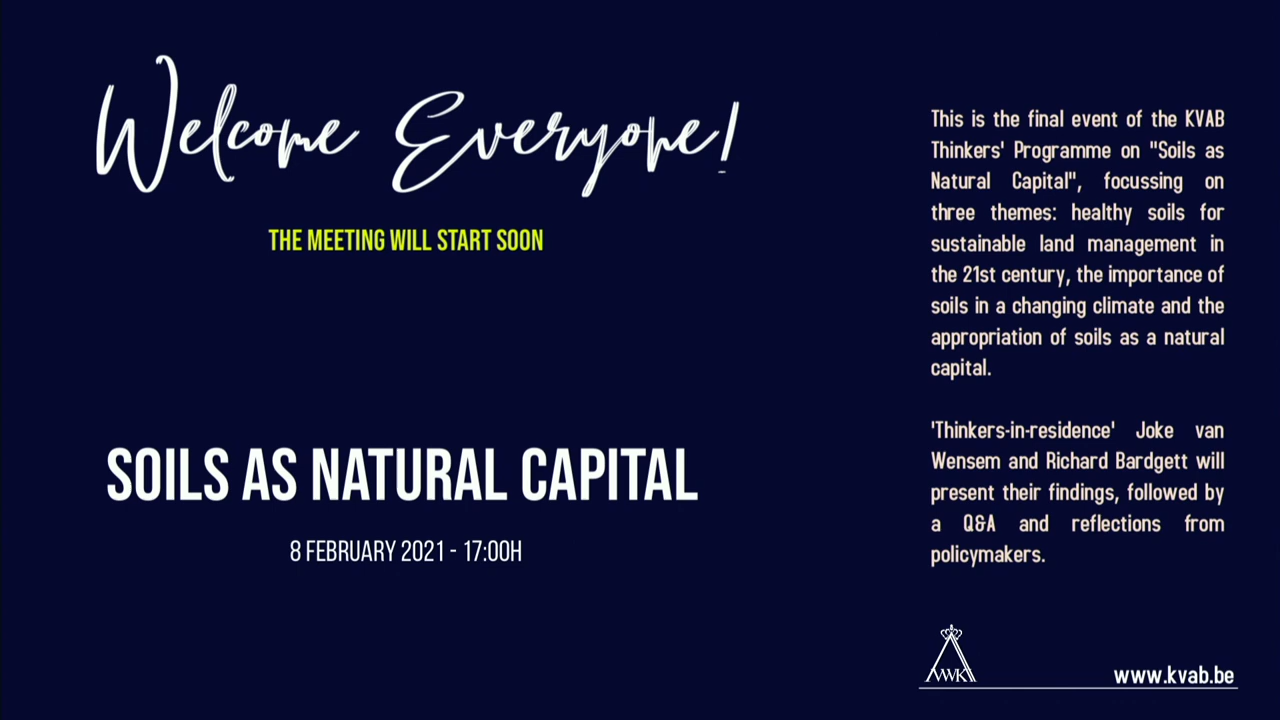 Welcome Everyone!
THE MEETING WILL START SOON
SOILS AS NATURAL CAPITAL
8 FEBRUARY 2021 - 17:00H
This is the final event of the KVAB
Thinkers' Programme on "Soils as
Natural Capital", focussing on
three themes: healthy soils for
sustainable land management in
the 21st century, the importance of
soils in a changing climate and the
appropriation of soils as a natural
capital.
'Thinkers-in-residence' Joke van
Wensem and Richard Bardgett will
present their findings, followed by
a Q&A and reflections from
policymakers.
www.kvab.be